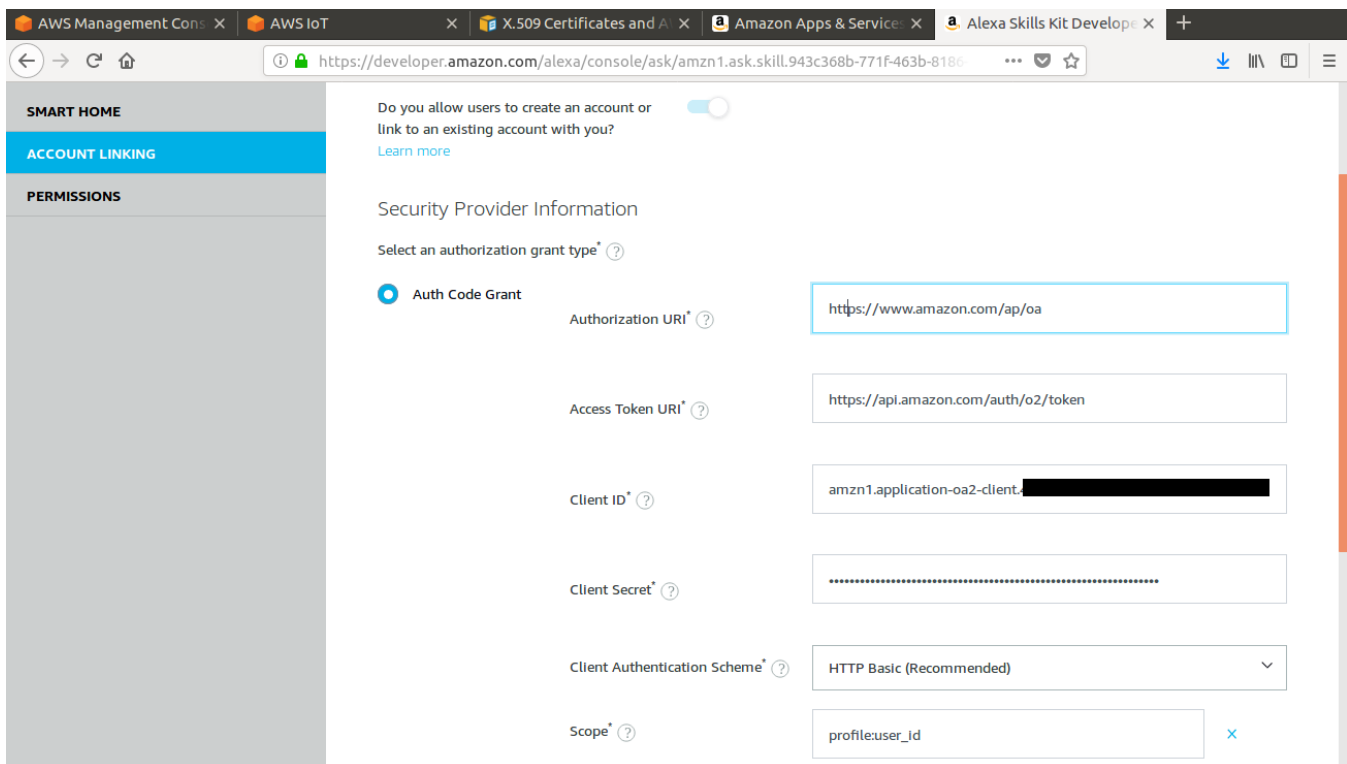 AWS Management Cons
AWS IoT
X.509 Certificates and A
Amazon Apps & Services
Alexa Skills Kit Develope
https://developer.amazon.com/alexa/console/ask/amzn1.ask.skill.943c368b-771f-463b-8186
SMART HOME
ACCOUNT LINKING
PERMISSIONS
Do you allow users to create an account or
link to an existing account with you?
Learn more
Security Provider Information
Select an authorization grant type* ?
Auth Code Grant
Authorization URI* ?
https://www.amazon.com/ap/oa
Access Token URI* ?
https://api.amazon.com/auth/o2/token
Client ID* ?
amzn1.application-oa2-client.
Client Secret* ?
Client Authentication Scheme* ?
HTTP Basic (Recommended)
Scope* ?
profile:user_id